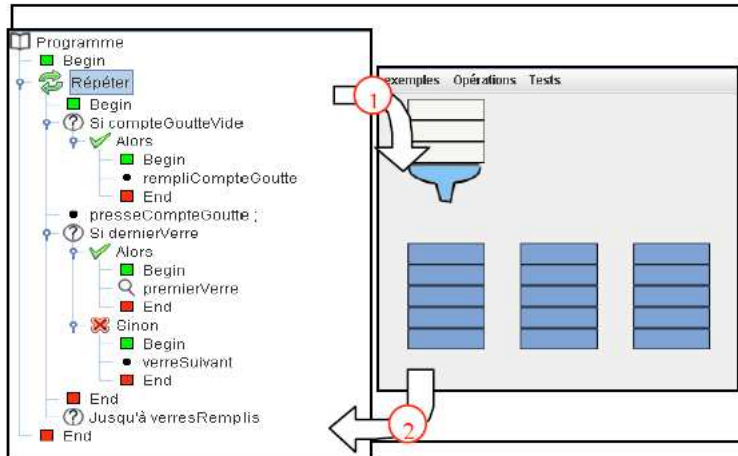 Programme
Begin
Répéter
Begin
Si compteGoutteVide
Alors
Begin
rempliCompteGoutte
End
presseCompteGoutte ;
Si dernierVerre
Alors
Begin
premierVerre
End
Sinon
Begin
verreSuivant
End
End
Jusqu'à verresRemplis
End
1
exemples Opérations Tests
2